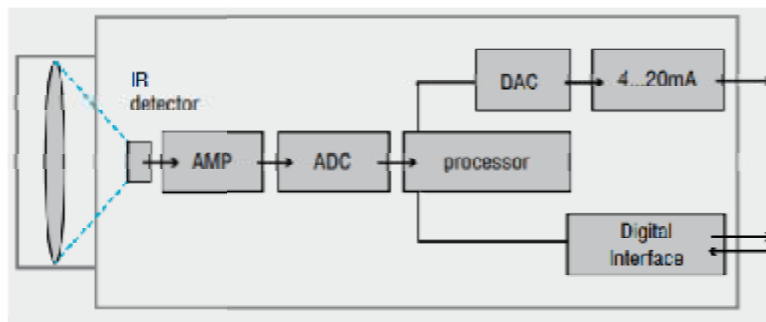 IR
detector
AMP
ADC
processor
DAC
4...20mA
Digital
Interface